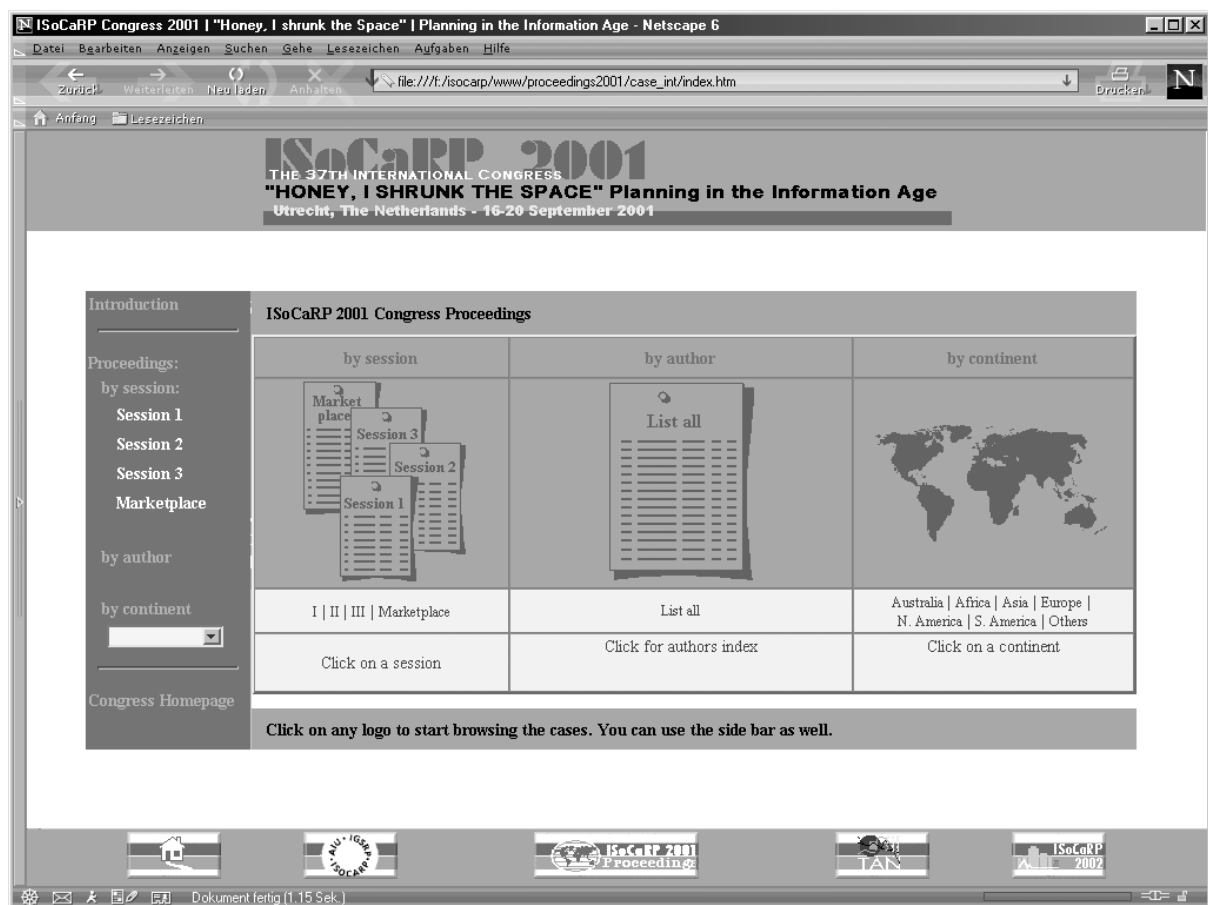 ISoCaRP Congress 2001 | "Honey, I shrunk the Space" | Planning in the Information Age - Netscape 6
Datei Bearbeiten Anzeigen Suchen Gehe Lesezeichen Aufgaben Hilfe
Zurück Weiterleiten Neu laden Anhalten file:///f:/isocarp/www/proceedings2001/case_int/index.htm Drucken N
Anfang Lesezeichen
ISoCaRP 2001
THE 37TH INTERNATIONAL CONGRESS
"HONEY, I SHRUNK THE SPACE" Planning in the Information Age
Utrecht, The Netherlands - 16-20 September 2001
Introduction
Proceedings:
by session:
Session 1
Session 2
Session 3
Marketplace
by author
by continent
Congress Homepage
ISoCaRP 2001 Congress Proceedings
by session by author by continent
Market
place
Session 3
Session 2
Session 1
List all
I | II | III | Marketplace
List all
Australia | Africa | Asia | Europe |
N. America | S. America | Others
Click on a session
Click for authors index
Click on a continent
Click on any logo to start browsing the cases. You can use the side bar as well.
AIU · IGSRP · ISOCARP ·
ISoCaRP 2001
Proceedings
TAN
ISoCaRP
2002
Dokument fertig (1.15 Sek.)